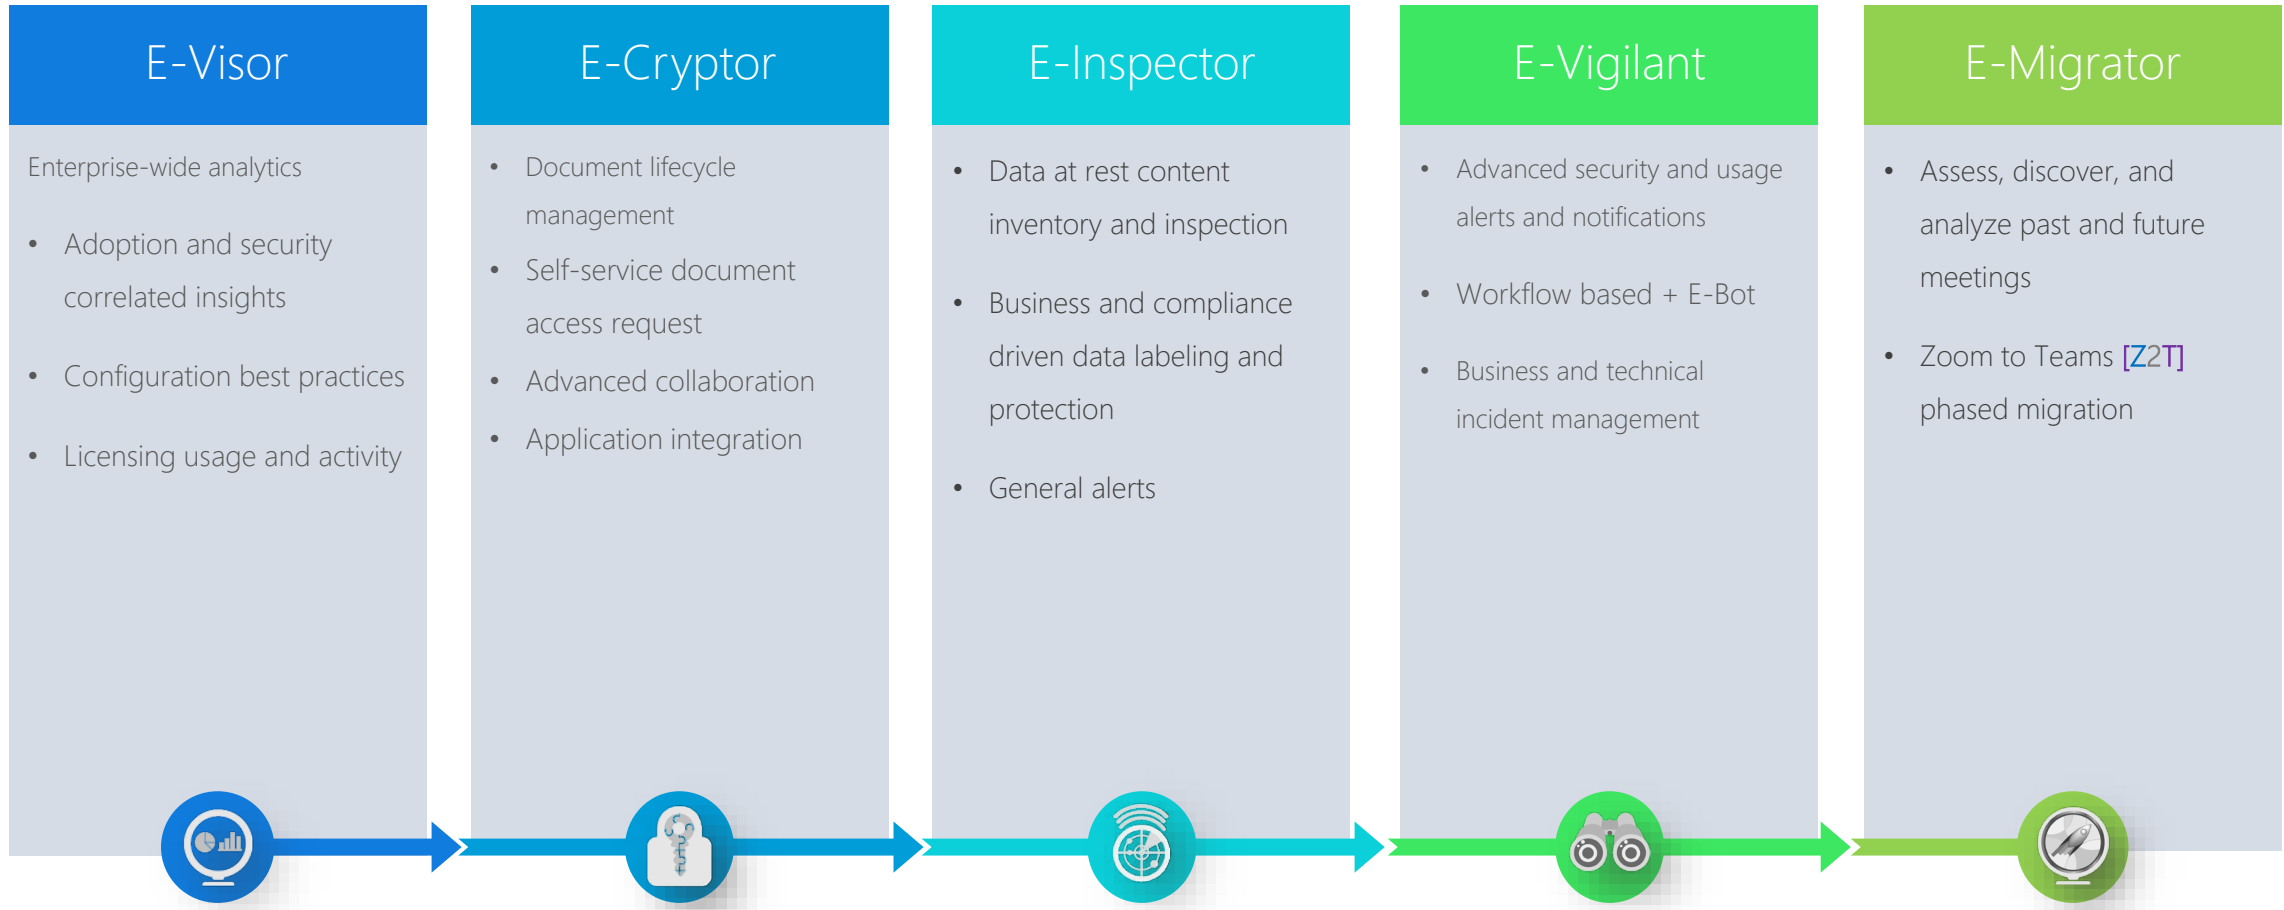 E-Visor
Enterprise-wide analytics
• Adoption and security
correlated insights
• Configuration best practices
• Licensing usage and activity
E-Cryptor
• Document lifecycle
management
• Self-service document
access request
• Advanced collaboration
• Application integration
E-Inspector
• Data at rest content
inventory and inspection
• Business and compliance
driven data labeling and
protection
• General alerts
E-Vigilant
• Advanced security and usage
alerts and notifications
• Workflow based + E-Bot
• Business and technical
incident management
E-Migrator
• Assess, discover, and
analyze past and future
meetings
• Zoom to Teams [Z2T]
phased migration